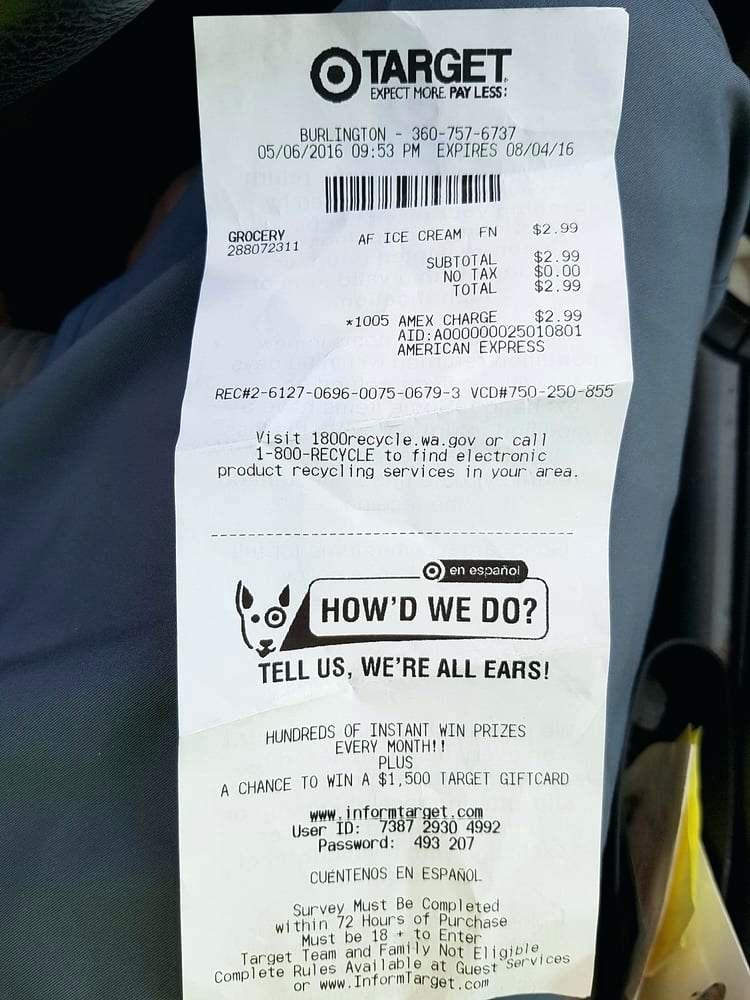 TARGET
EXPECT MORE. PAY LESS:
BURLINGTON - 360-757-6737
05/06/2016 09:53 PM EXPIRES 08/04/16
GROCERY
288072311 AF ICE CREAM FN $2.99
SUBTOTAL $2.99
NO TAX $0.00
TOTAL $2.99
*1005 AMEX CHARGE $2.99
AID:A000000025010801
AMERICAN EXPRESS
REC#2-6127-0696-0075-0679-3 VCD#750-250-855
Visit 1800recycle.wa.gov or call
1-800-RECYCLE to find electronic
product recycling services in your area.
en español
HOW'D WE DO?
TELL US, WE'RE ALL EARS!
HUNDREDS OF INSTANT WIN PRIZES
EVERY MONTH!!
PLUS
A CHANCE TO WIN A $1,500 TARGET GIFTCARD
www.informtarget.com
User ID: 7387 2930 4992
Password: 493 207
CUÉNTENOS EN ESPAÑOL
Survey Must Be Completed
within 72 Hours of Purchase
Must be 18 + to Enter
Target Team and Family Not Eligible
Complete Rules Available at Guest Services
or www.InformTarget.com